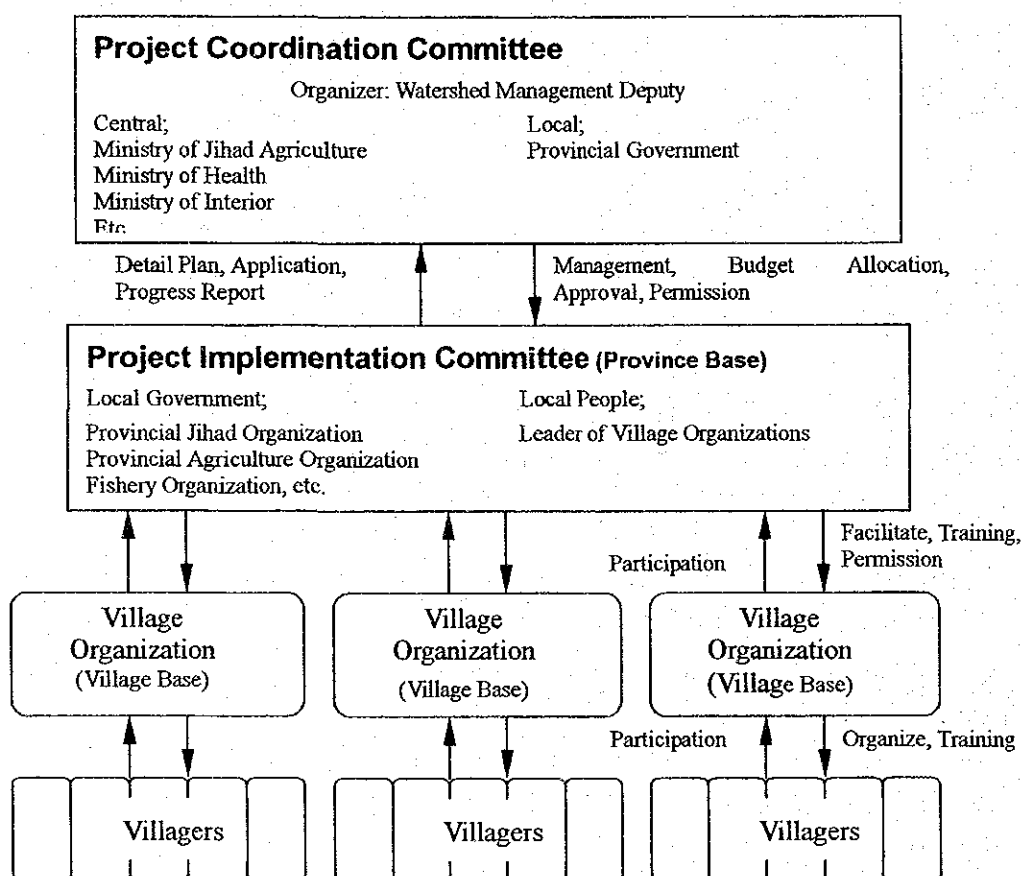 Project Coordination Committee
Organizer: Watershed Management Deputy
Central;
Ministry of Jihad Agriculture
Ministry of Health
Ministry of Interior
Etc.
Local;
Provincial Government
Detail Plan, Application,
Progress Report
Management, Budget Allocation,
Approval, Permission
Project Implementation Committee (Province Base)
Local Government;
Provincial Jihad Organization
Provincial Agriculture Organization
Fishery Organization, etc.
Local People;
Leader of Village Organizations
Participation
Facilitate, Training,
Permission
Village
Organization
(Village Base)
Village
Organization
(Village Base)
Village
Organization
(Village Base)
Participation
Organize, Training
Villagers
Villagers
Villagers